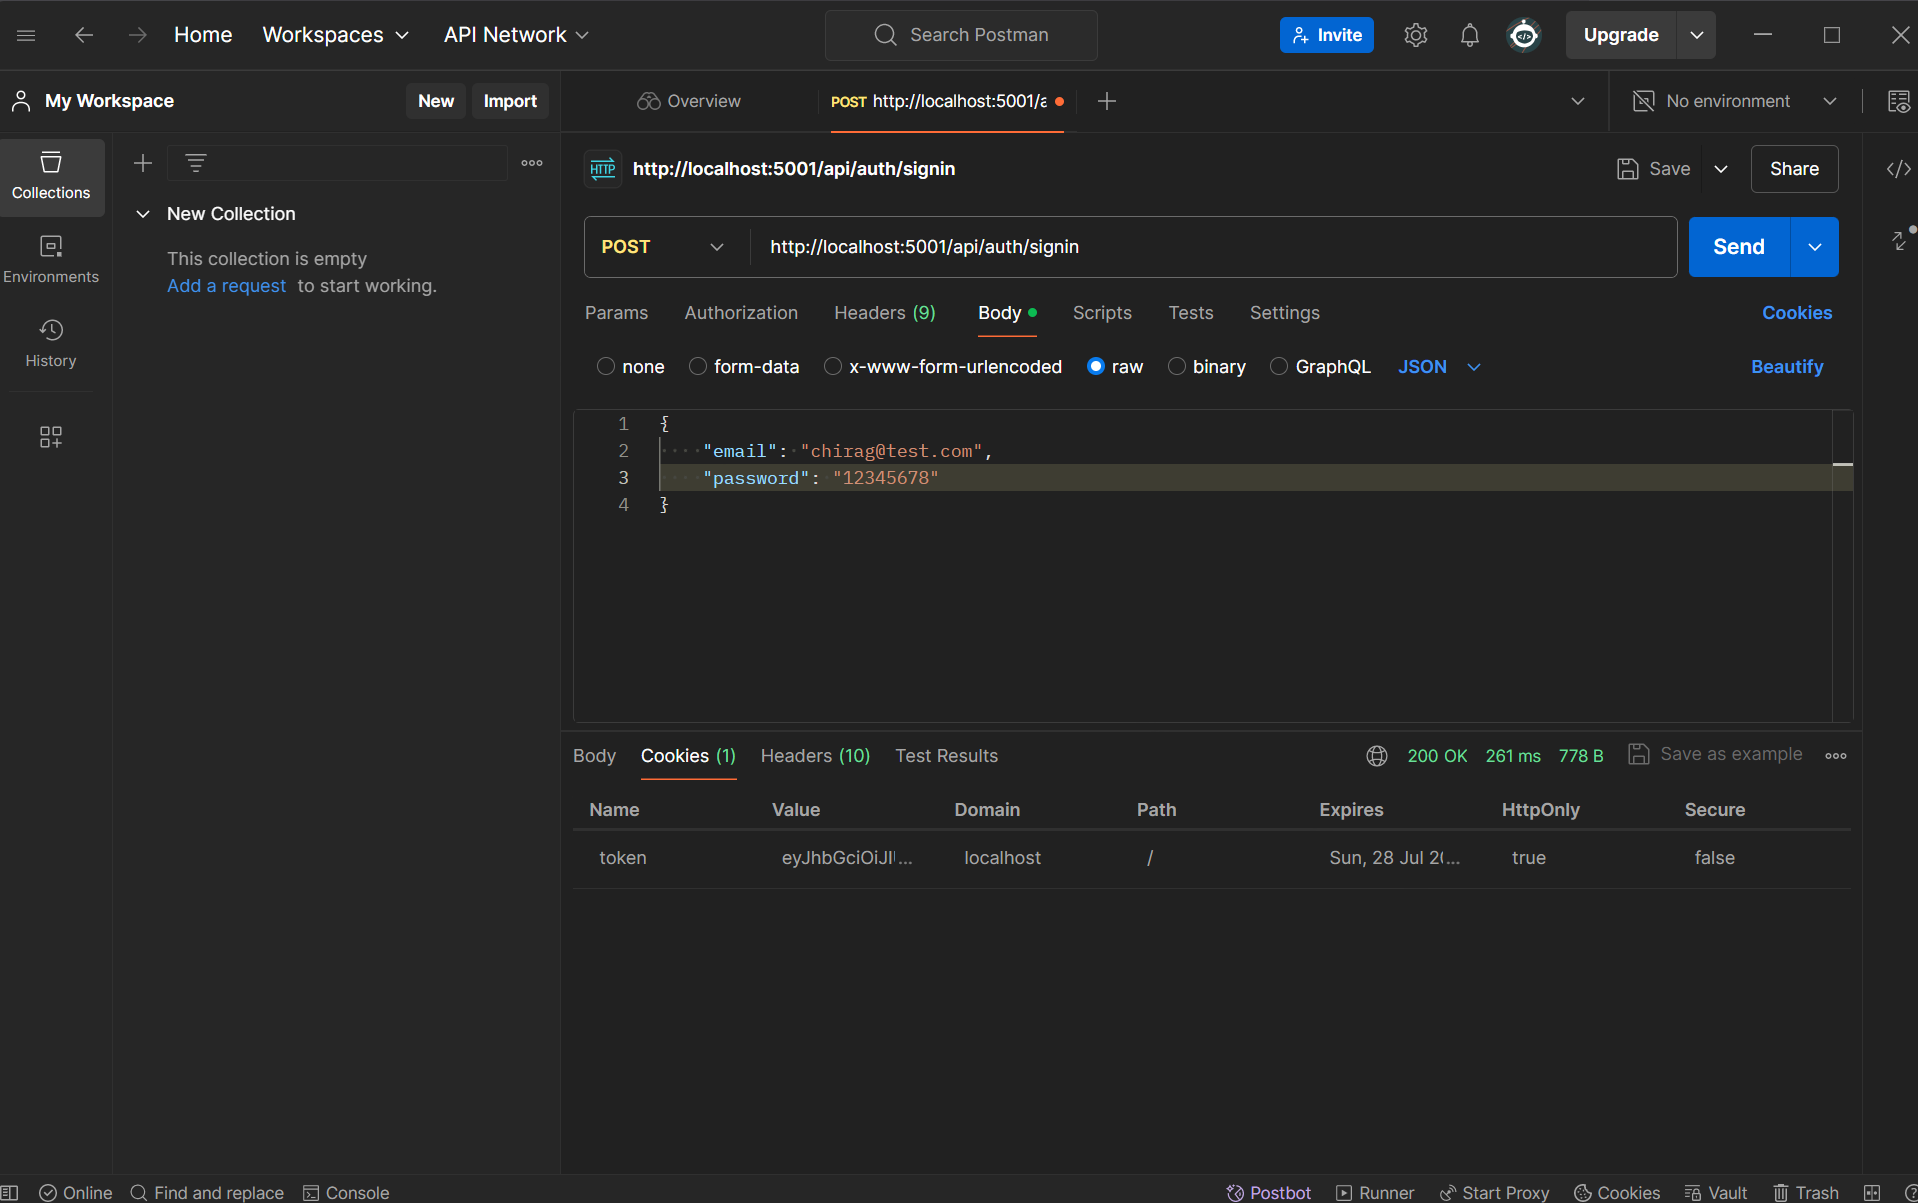 Home Workspaces API Network Search Postman Invite Upgrade
My Workspace New Import Overview POST http://localhost:5001/a No environment
Collections
Environments
History
New Collection
This collection is empty
Add a request to start working.
HTTP http://localhost:5001/api/auth/signin Save Share
POST http://localhost:5001/api/auth/signin Send
Params Authorization Headers (9) Body Scripts Tests Settings Cookies
none form-data x-www-form-urlencoded raw binary GraphQL JSON Beautify
1 {
2 "email": "chirag@test.com",
3 "password": "12345678"
4 }
Body Cookies (1) Headers (10) Test Results 200 OK 261 ms 778 B Save as example
Name Value Domain Path Expires HttpOnly Secure
token eyJhbGciOiJI... localhost / Sun, 28 Jul 20... true false
Online Find and replace Console Postbot Runner Start Proxy Cookies Vault Trash